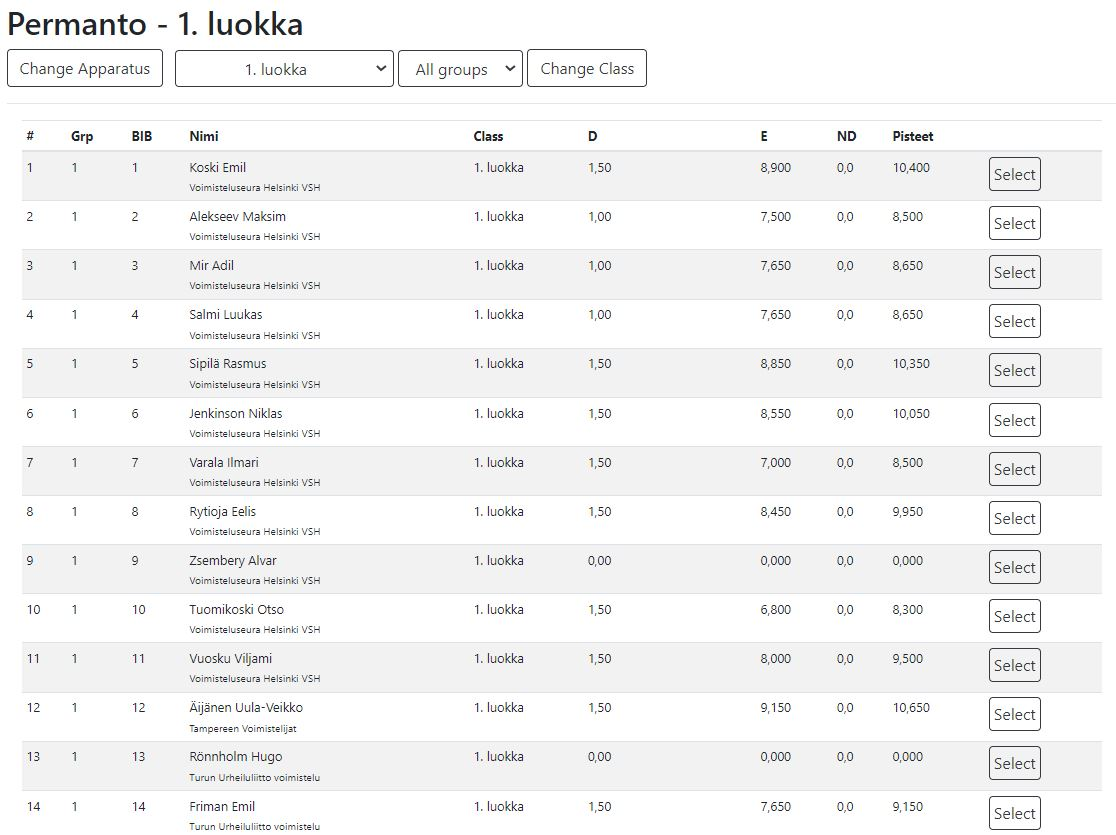 Permanto - 1. luokka
Change Apparatus 1. luokka All groups Change Class
# Grp BIB Nimi Class D E ND Pisteet
1 1 1 Koski Emil 1. luokka 1,50 8,900 0,0 10,400 Select
Voimisteluseura Helsinki VSH
2 1 2 Alekseev Maksim 1. luokka 1,00 7,500 0,0 8,500 Select
Voimisteluseura Helsinki VSH
3 1 3 Mir Adil 1. luokka 1,00 7,650 0,0 8,650 Select
Voimisteluseura Helsinki VSH
4 1 4 Salmi Luukas 1. luokka 1,00 7,650 0,0 8,650 Select
Voimisteluseura Helsinki VSH
5 1 5 Sipilä Rasmus 1. luokka 1,50 8,850 0,0 10,350 Select
Voimisteluseura Helsinki VSH
6 1 6 Jenkinson Niklas 1. luokka 1,50 8,550 0,0 10,050 Select
Voimisteluseura Helsinki VSH
7 1 7 Varala Ilmari 1. luokka 1,50 7,000 0,0 8,500 Select
Voimisteluseura Helsinki VSH
8 1 8 Rytioja Eelis 1. luokka 1,50 8,450 0,0 9,950 Select
Voimisteluseura Helsinki VSH
9 1 9 Zsembery Alvar 1. luokka 0,00 0,000 0,0 0,000 Select
Voimisteluseura Helsinki VSH
10 1 10 Tuomikoski Otso 1. luokka 1,50 6,800 0,0 8,300 Select
Voimisteluseura Helsinki VSH
11 1 11 Vuosku Viljami 1. luokka 1,50 8,000 0,0 9,500 Select
Voimisteluseura Helsinki VSH
12 1 12 Äijänen Uula-Veikko 1. luokka 1,50 9,150 0,0 10,650 Select
Tampereen Voimistelijat
13 1 13 Rönnholm Hugo 1. luokka 0,00 0,000 0,0 0,000 Select
Turun Urheiluliitto voimistelu
14 1 14 Friman Emil 1. luokka 1,50 7,650 0,0 9,150 Select
Turun Urheiluliitto voimistelu